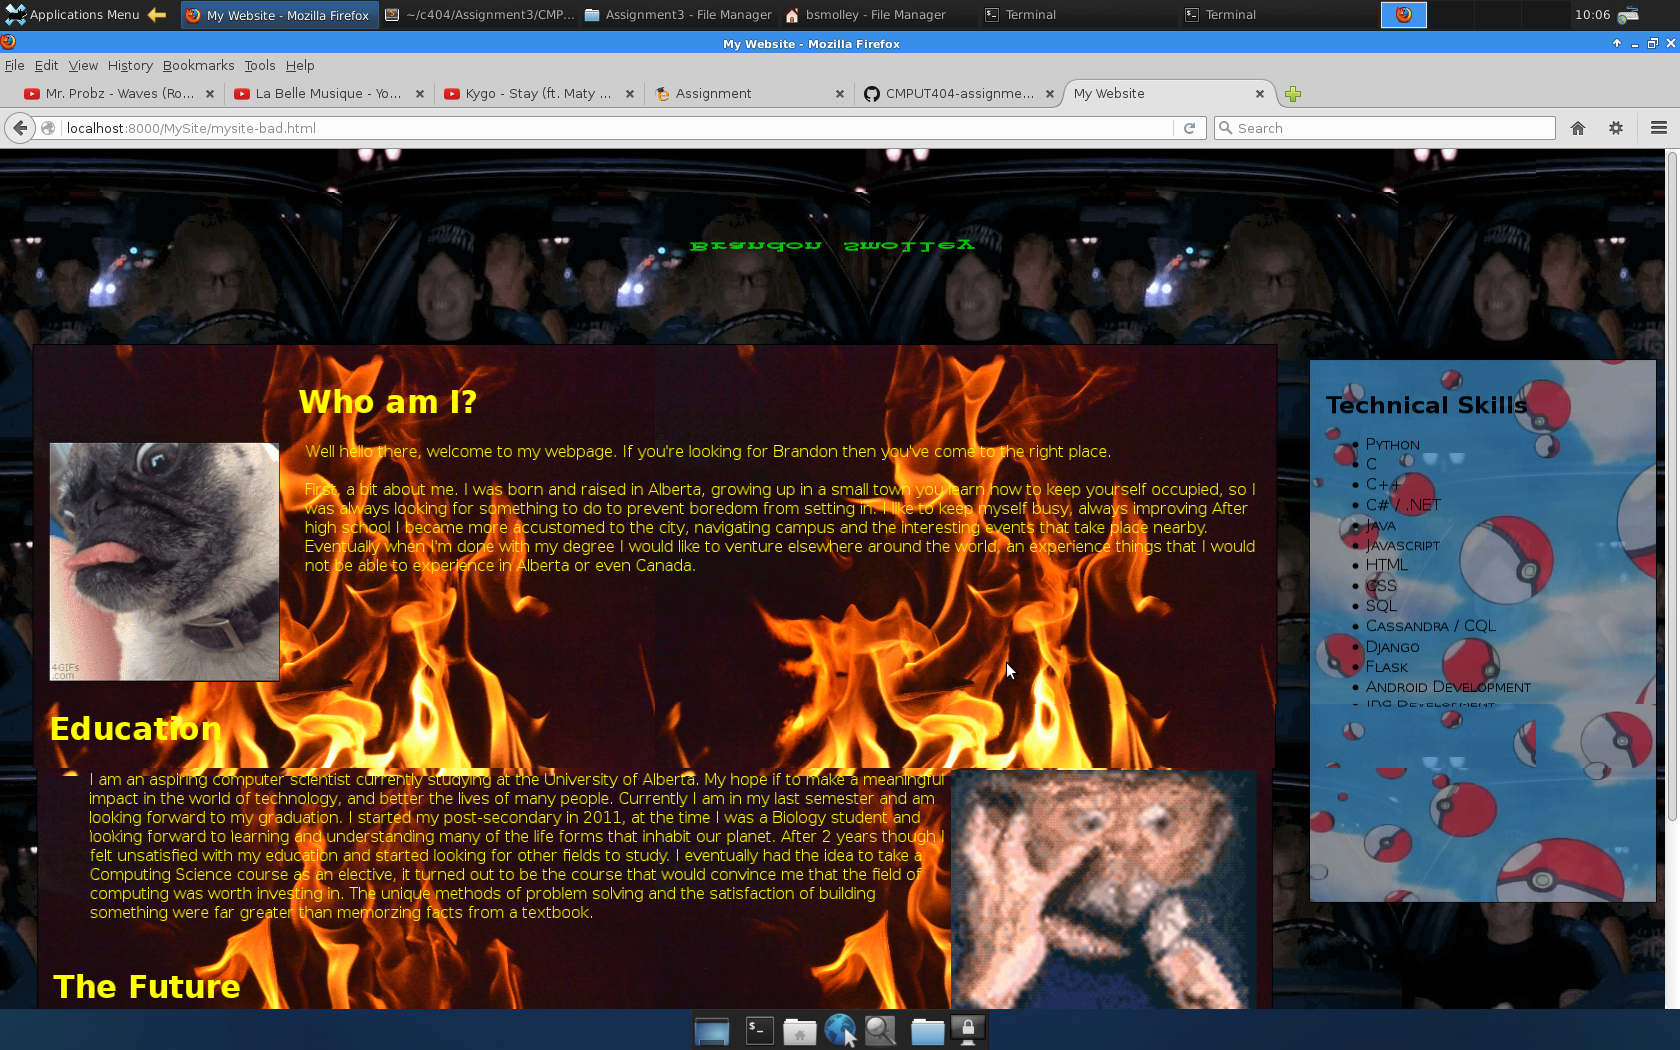 Applications Menu
My Website - Mozilla Firefox
~/c404/Assignment3/CMP...
Assignment3 - File Manager
bsmolley - File Manager
Terminal
Terminal
10:06
My Website - Mozilla Firefox
File Edit View History Bookmarks Tools Help
Mr. Probz - Waves (Ro...
La Belle Musique - Yo...
Kygo - Stay (ft. Maty ...
Assignment
CMPUT404-assignme...
My Website
localhost:8000/MySite/mysite-bad.html
Search
Brandon Smolley
Who am I?
Well hello there, welcome to my webpage. If you're looking for Brandon then you've come to the right place.
First, a bit about me. I was born and raised in Alberta, growing up in a small town you learn how to keep yourself occupied, so I
was always looking for something to do to prevent boredom from setting in. I like to keep myself busy, always improving After
high school I became more accustomed to the city, navigating campus and the interesting events that take place nearby.
Eventually when I'm done with my degree I would like to venture elsewhere around the world, an experience things that I would
not be able to experience in Alberta or even Canada.
4GIFs
.com
Education
I am an aspiring computer scientist currently studying at the University of Alberta. My hope if to make a meaningful
impact in the world of technology, and better the lives of many people. Currently I am in my last semester and am
looking forward to my graduation. I started my post-secondary in 2011, at the time I was a Biology student and
looking forward to learning and understanding many of the life forms that inhabit our planet. After 2 years though I
felt unsatisfied with my education and started looking for other fields to study. I eventually had the idea to take a
Computing Science course as an elective, it turned out to be the course that would convince me that the field of
computing was worth investing in. The unique methods of problem solving and the satisfaction of building
something were far greater than memorzing facts from a textbook.
The Future
Technical Skills
Python
C
C++
C# / .NET
Java
Javascript
HTML
CSS
SQL
Cassandra / CQL
Django
Flask
Android Development
Development